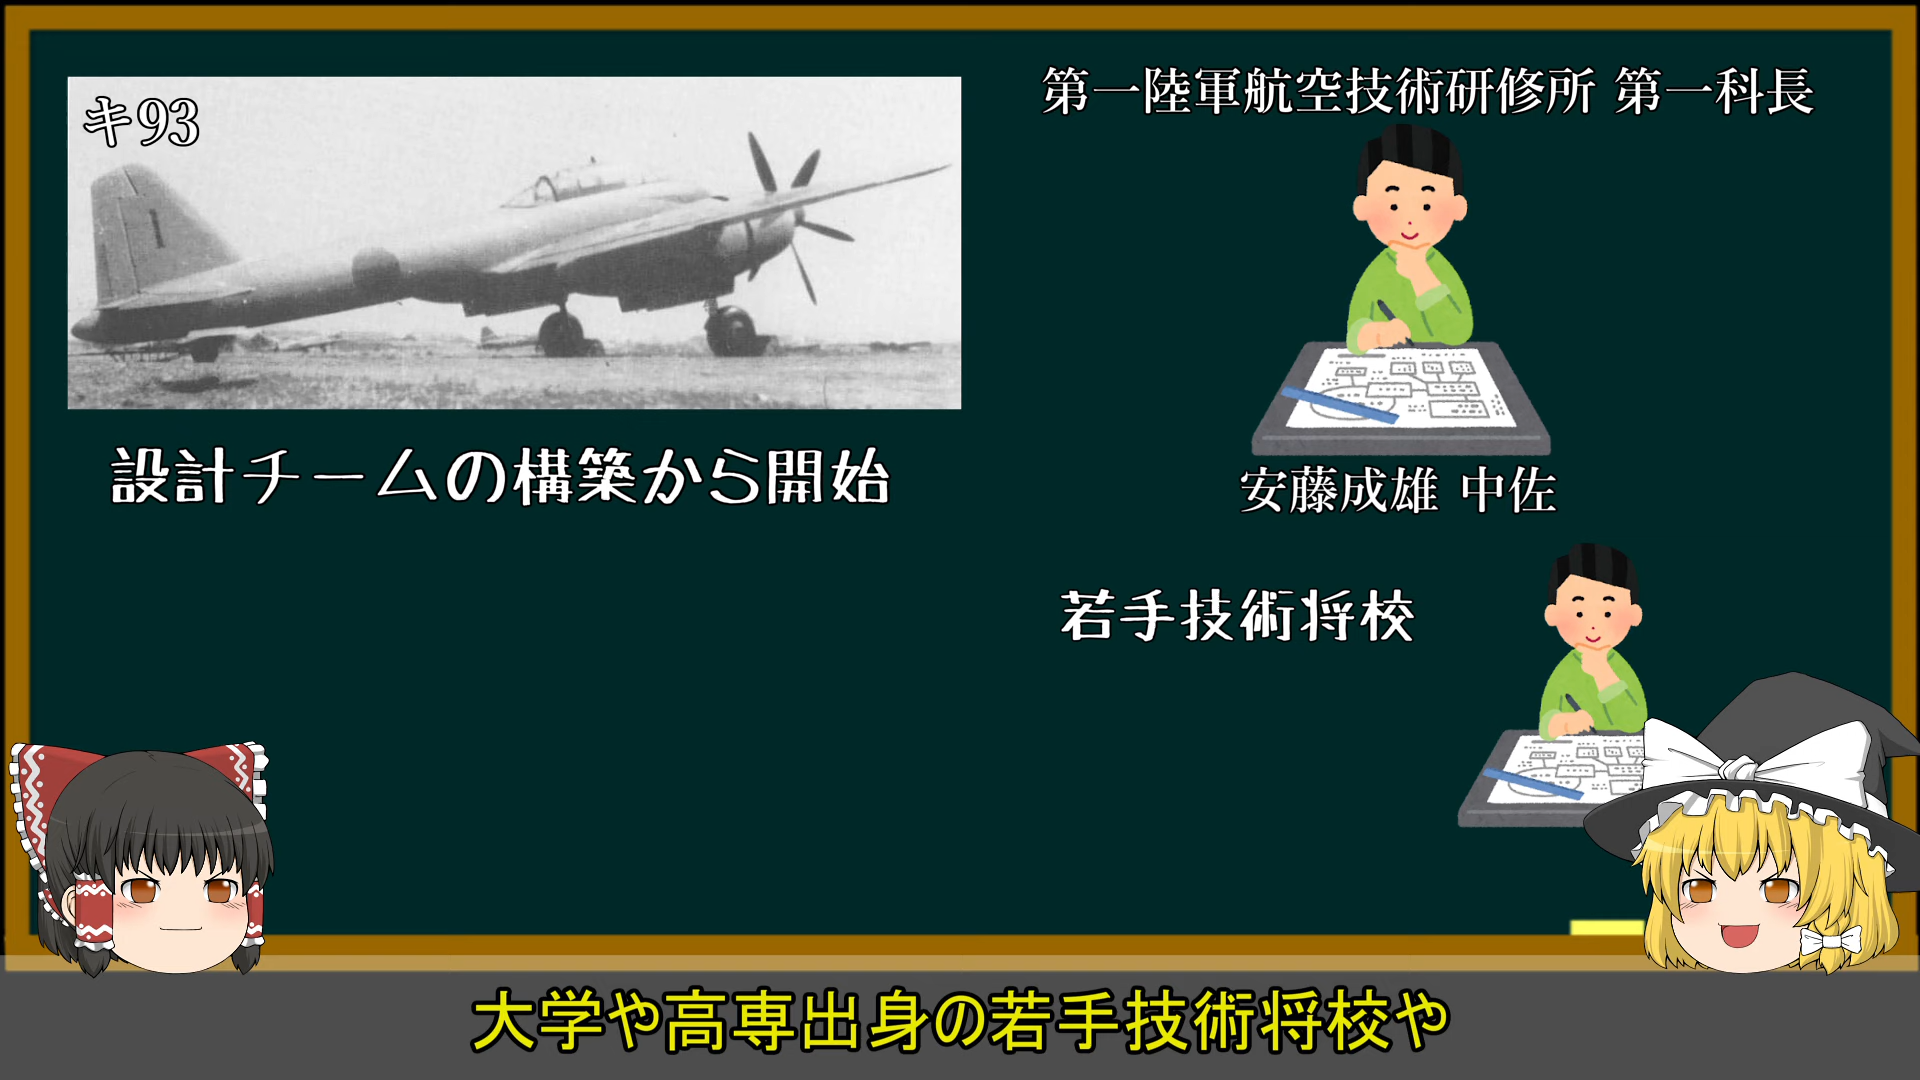 キ93
設計チームの構築から開始
第一陸軍航空技術研修所 第一科長
安藤成雄 中佐
若手技術将校
大学や高専出身の若手技術将校や